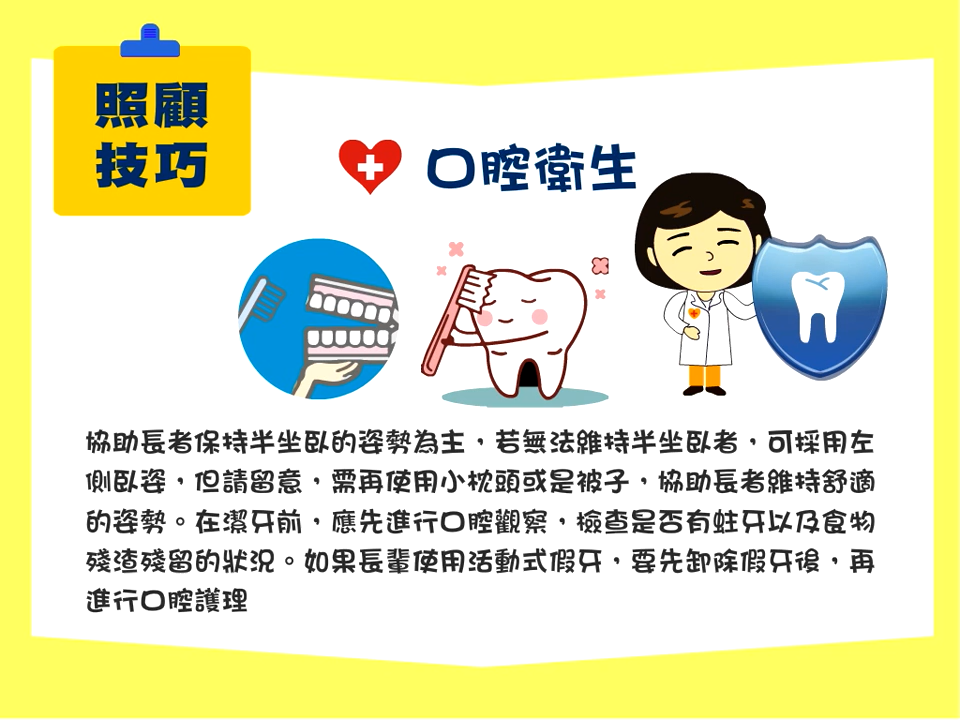 照顧
技巧
口腔衛生
協助長者保持半坐臥的姿勢為主，若無法維持半坐臥者，可採用左
側臥姿，但請留意，需再使用小枕頭或是被子，協助長者維持舒適
的姿勢。在潔牙前，應先進行口腔觀察，檢查是否有蛀牙以及食物
殘渣殘留的狀況。如果長輩使用活動式假牙，要先卸除假牙後，再
進行口腔護理